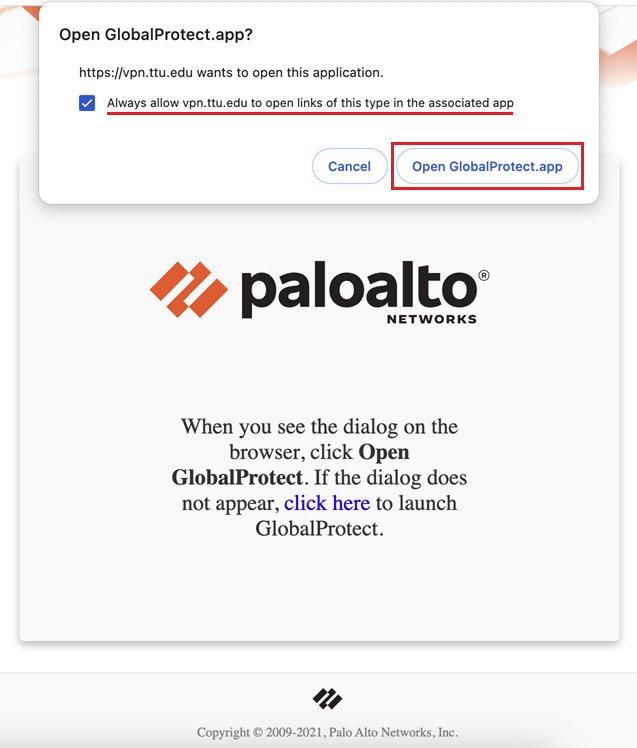 Open GlobalProtect.app?
https://vpn.ttu.edu wants to open this application.
Always allow vpn.ttu.edu to open links of this type in the associated app
Cancel
Open GlobalProtect.app
paloalto®
NETWORKS
When you see the dialog on the
browser, click Open
GlobalProtect. If the dialog does
not appear, click here to launch
GlobalProtect.
Copyright © 2009-2021, Palo Alto Networks, Inc.